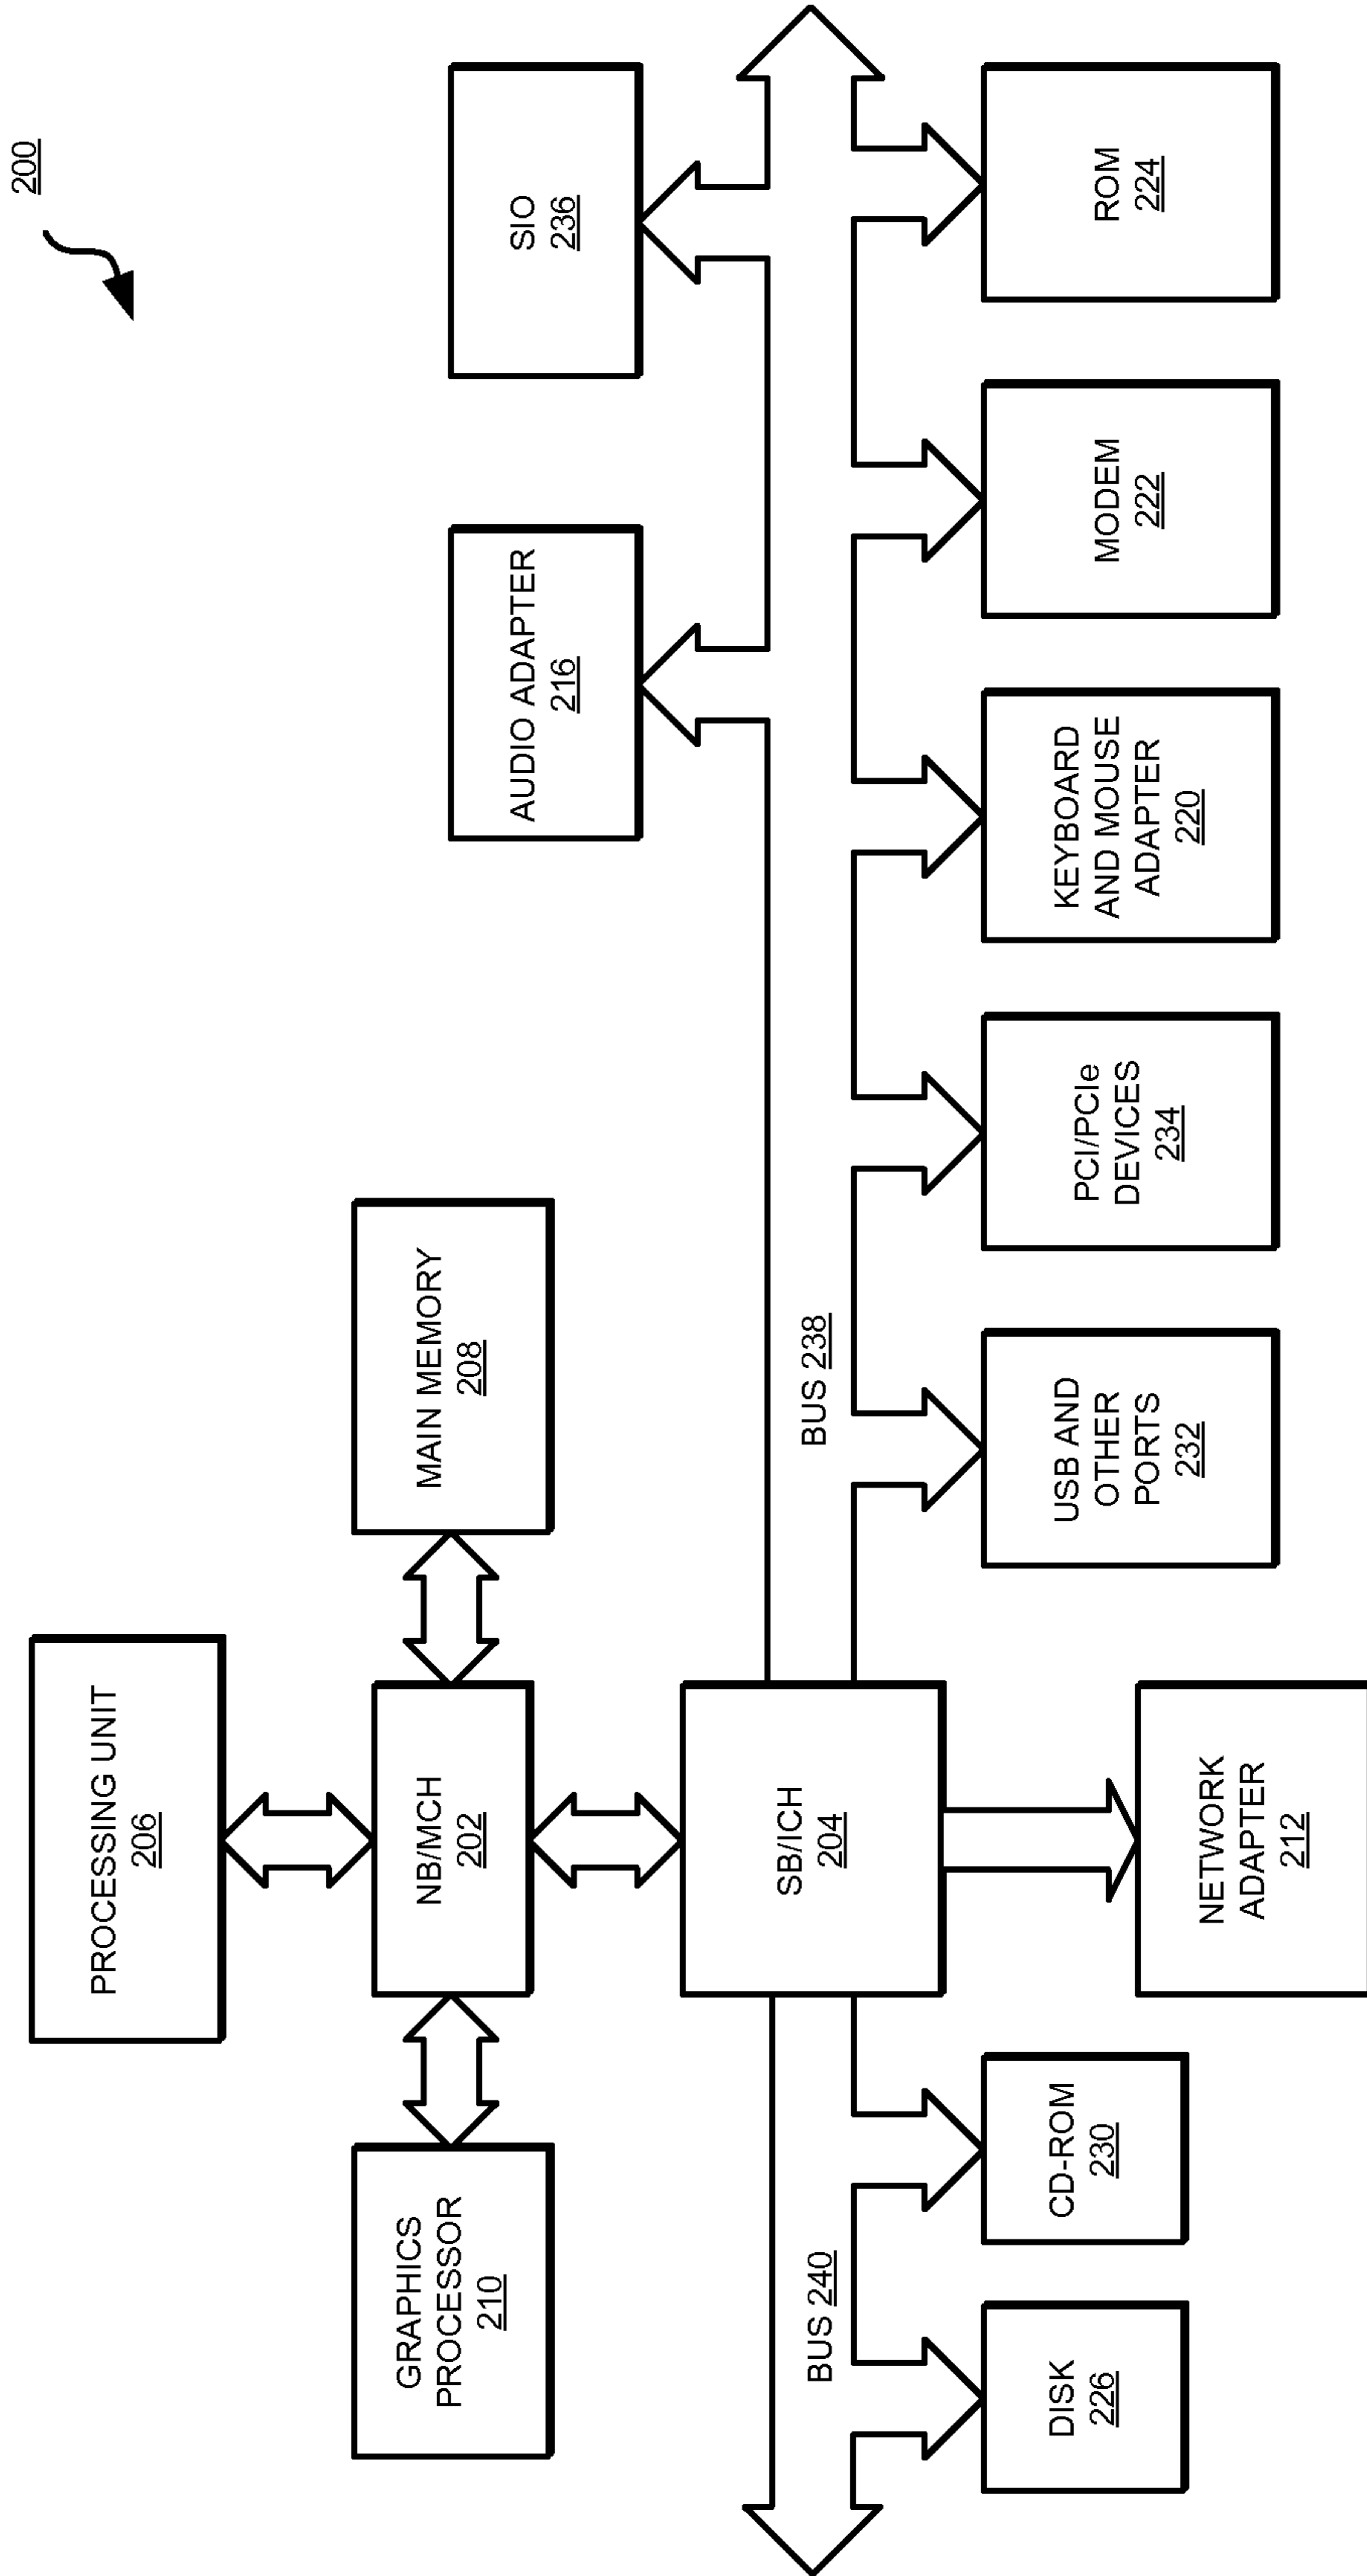 200
PROCESSING UNIT
206
GRAPHICS
PROCESSOR
210
NB/MCH
202
MAIN MEMORY
208
AUDIO ADAPTER
216
SIO
236
SB/ICH
204
BUS 240
BUS 238
DISK
226
CD-ROM
230
NETWORK
ADAPTER
212
USB AND
OTHER
PORTS
232
PCI/PCIe
DEVICES
234
KEYBOARD
AND MOUSE
ADAPTER
220
MODEM
222
ROM
224